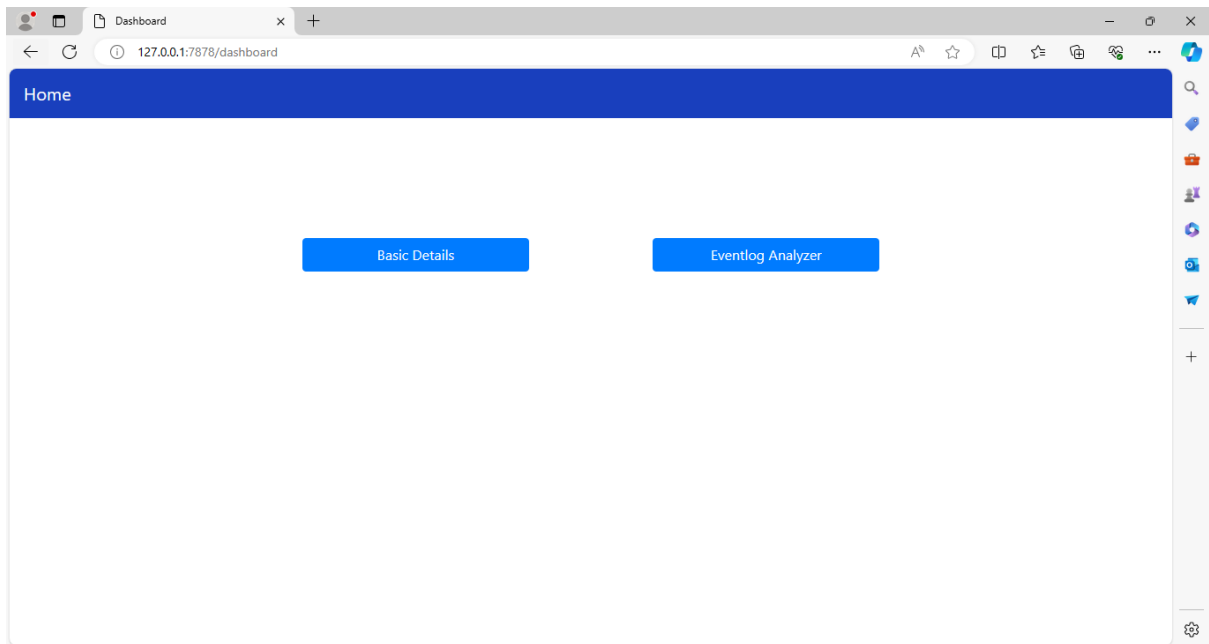 Dashboard
127.0.0.1:7878/dashboard
Home
Basic Details
Eventlog Analyzer